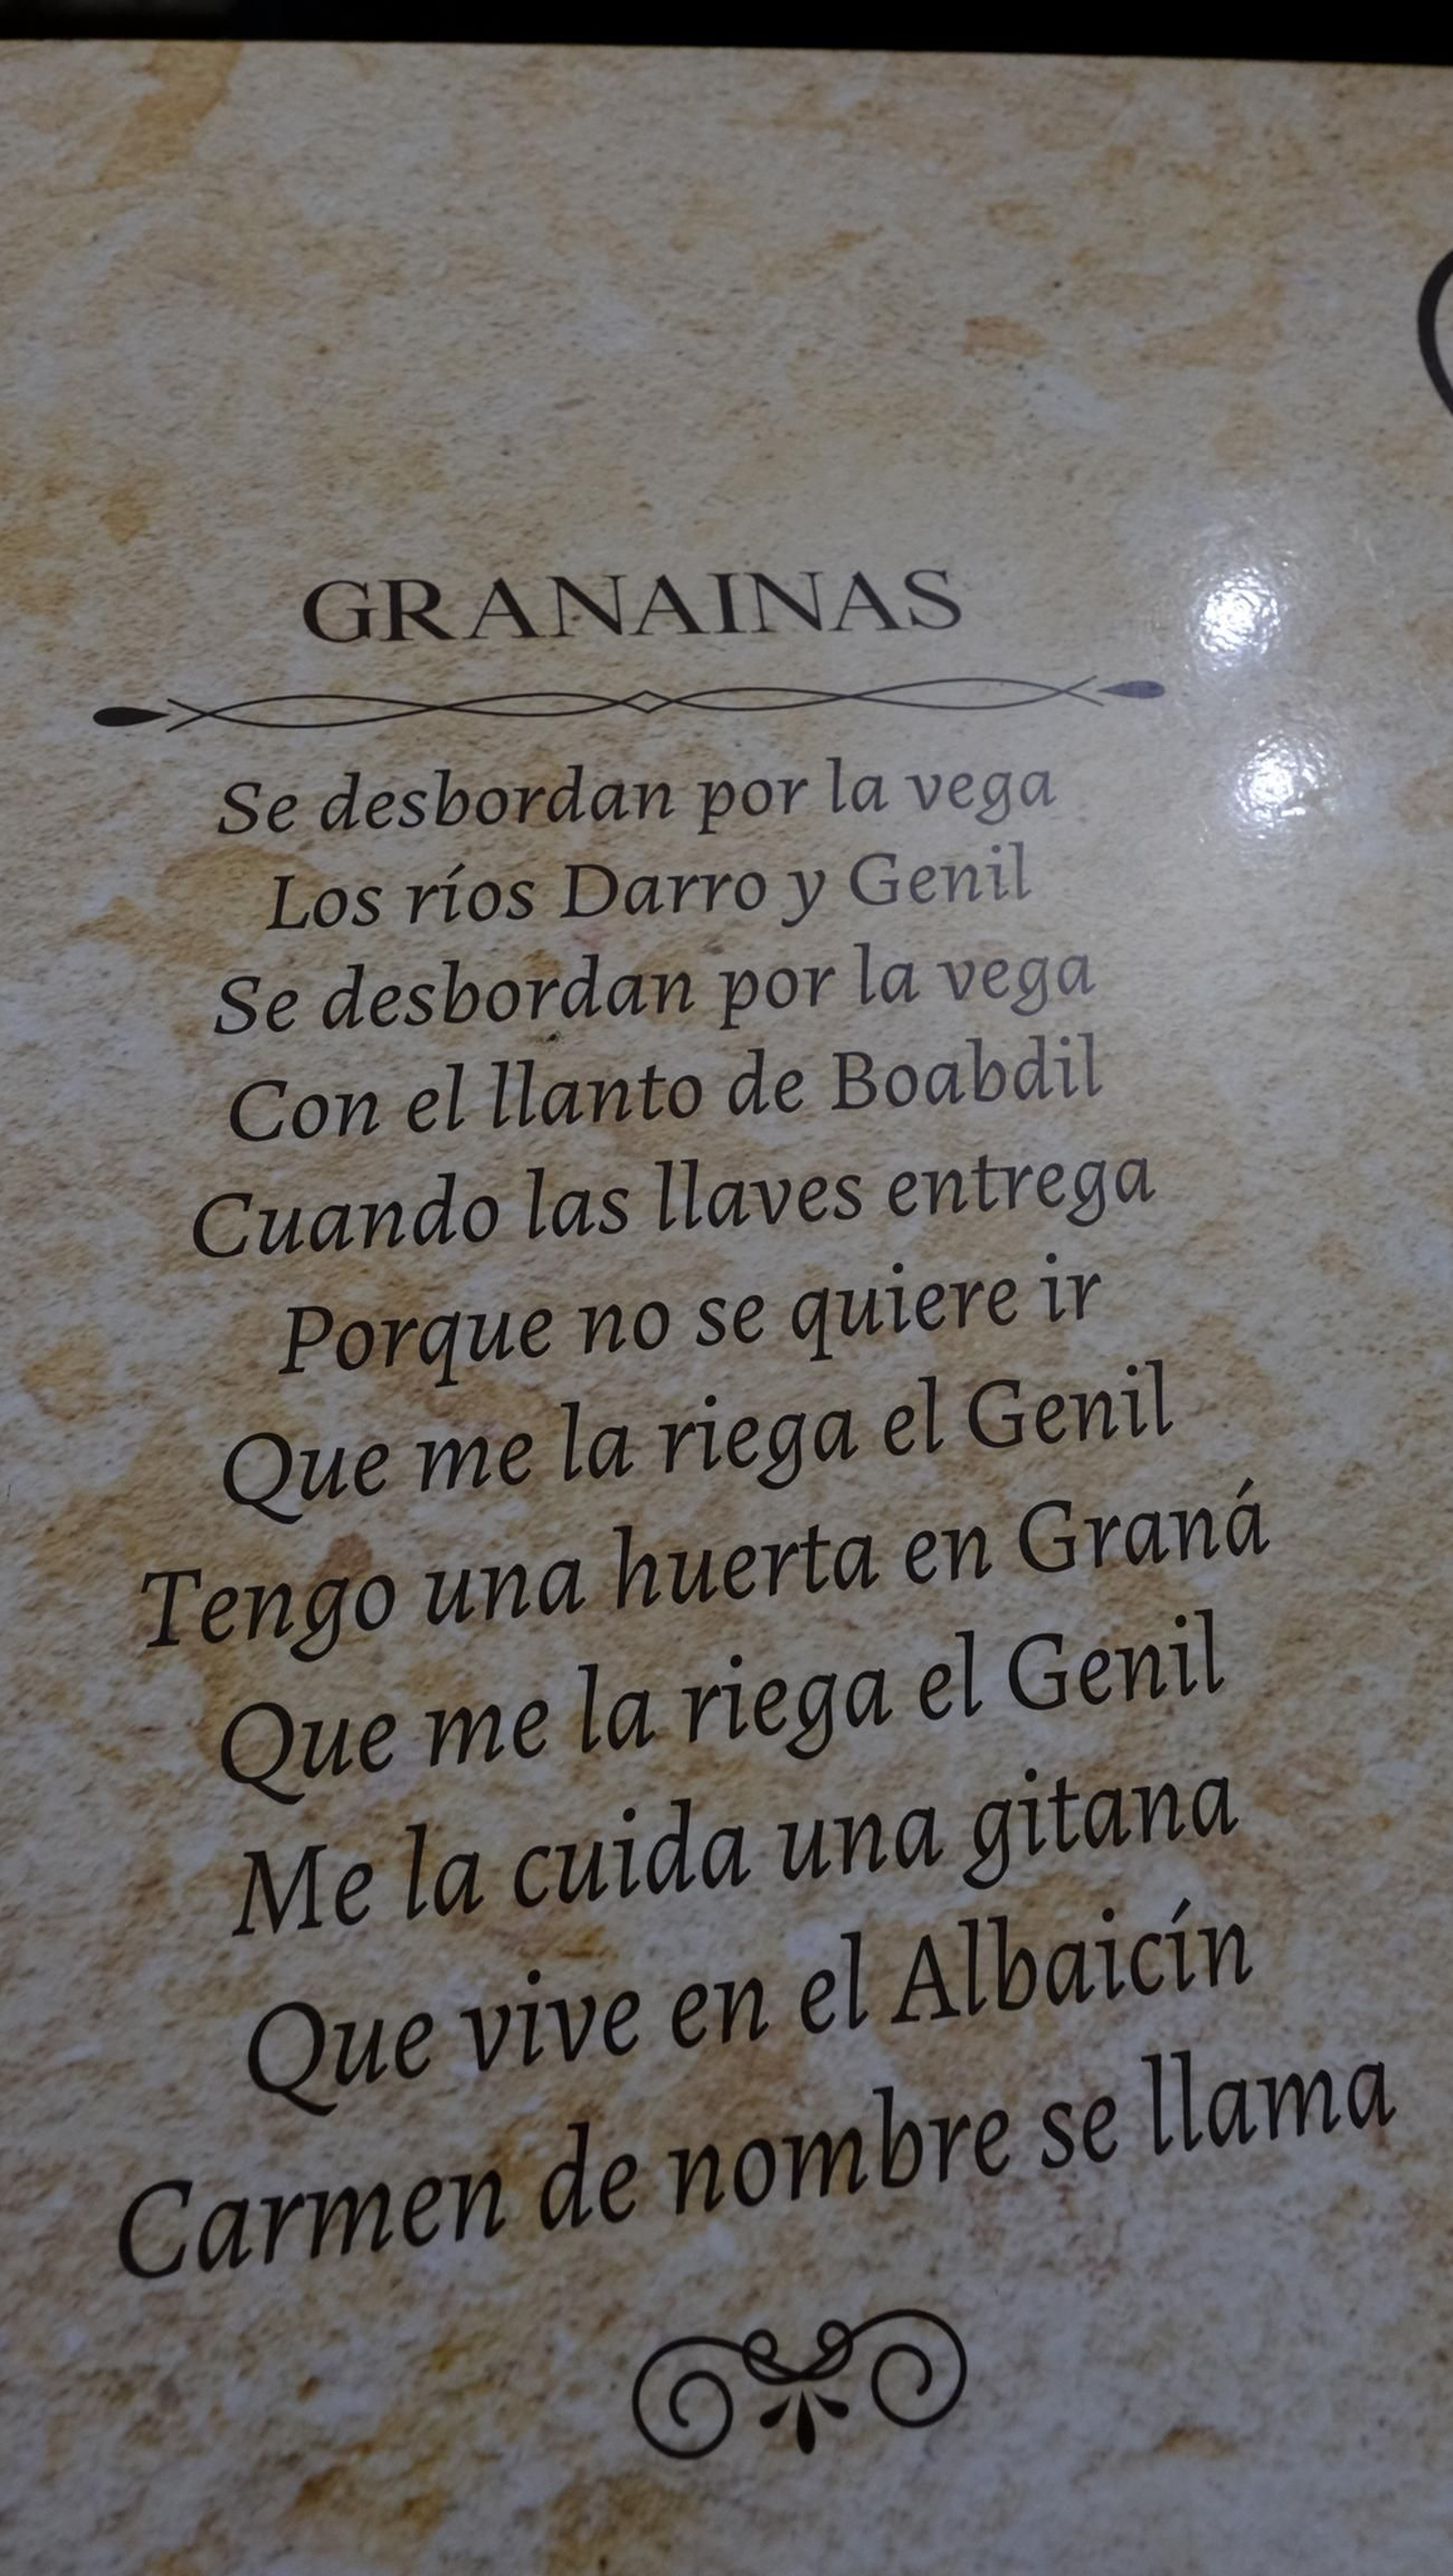 GRANAINAS
Se desbordan por la vega
Los ríos Darro y Genil
Se desbordan por la vega
Con el llanto de Boabdil
Cuando las llaves entrega
Porque no se quiere ir
Que me la riega el Genil
Tengo una huerta en Graná
Que me la riega el Genil
Me la cuida una gitana
Que vive en el Albaicín
Carmen de nombre se llama